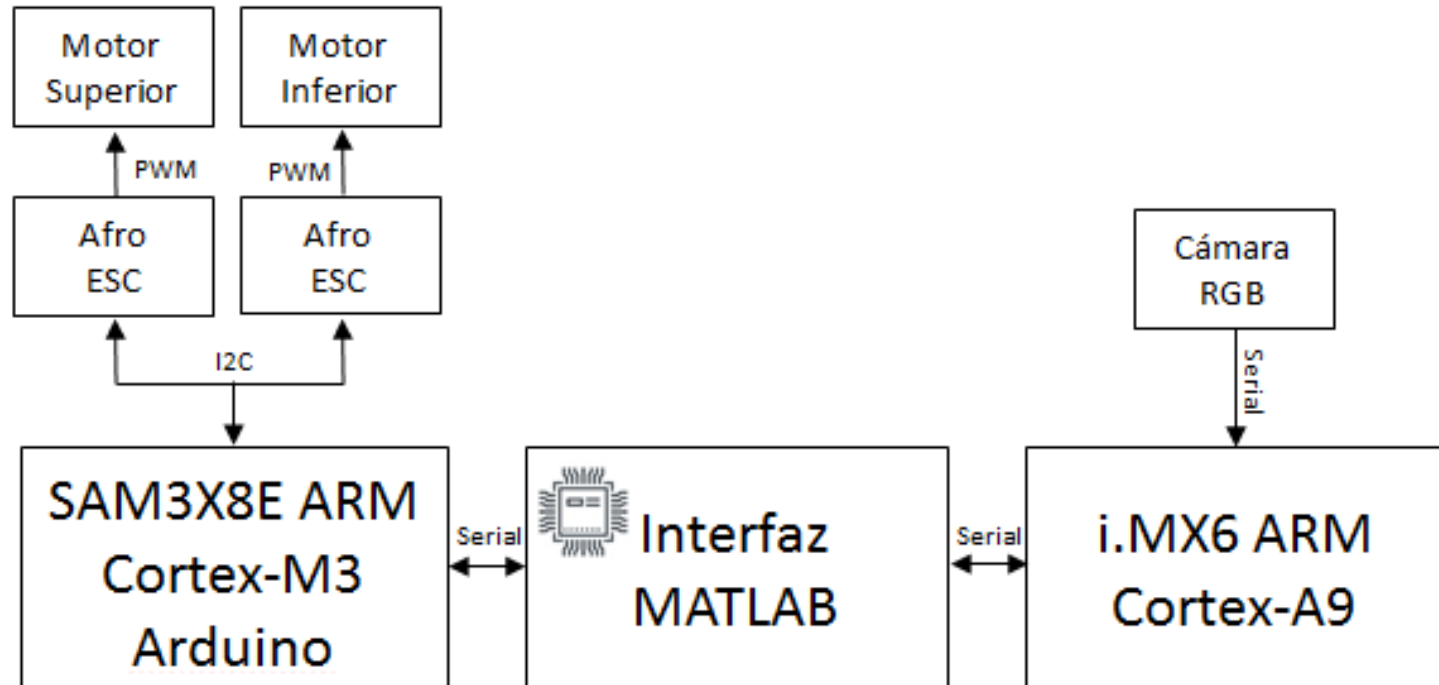 Motor
Superior
Motor
Inferior
PWM
PWM
Afro
ESC
Afro
ESC
Cámara
RGB
I2C
Serial
SAM3X8E ARM
Cortex-M3
Arduino
Serial
Interfaz
MATLAB
Serial
i.MX6 ARM
Cortex-A9